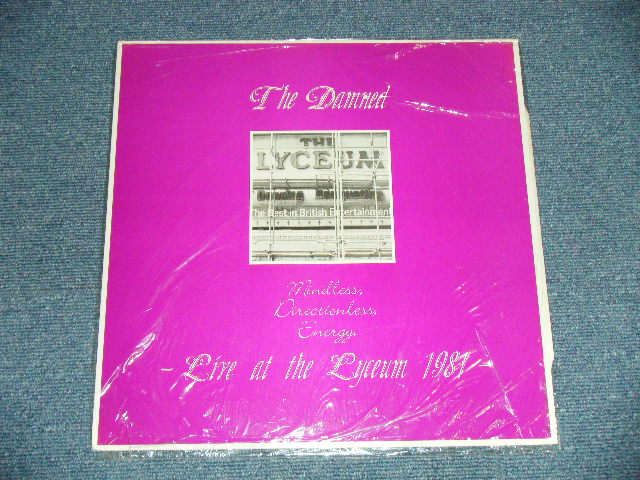 The Damned
THE
LYCEUM
The Best in British Entertainment
Mindless.
Directionless.
Energy.
- Live at the Lyceum 1981 -